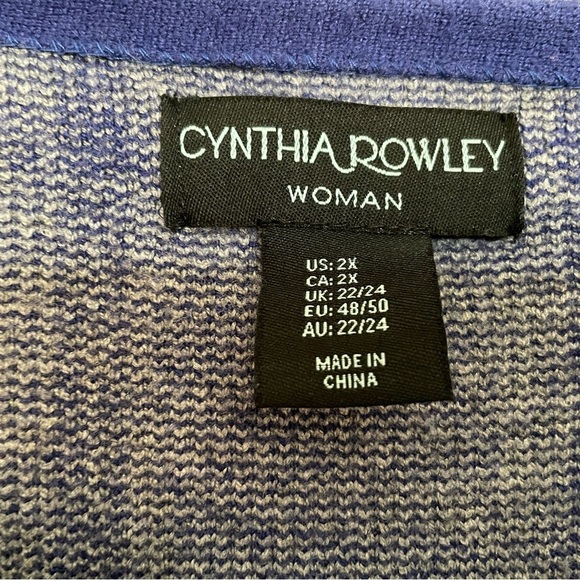 CYNTHIA ROWLEY
WOMAN
US: 2X
CA: 2X
UK: 22/24
EU: 48/50
AU: 22/24
MADE IN
CHINA